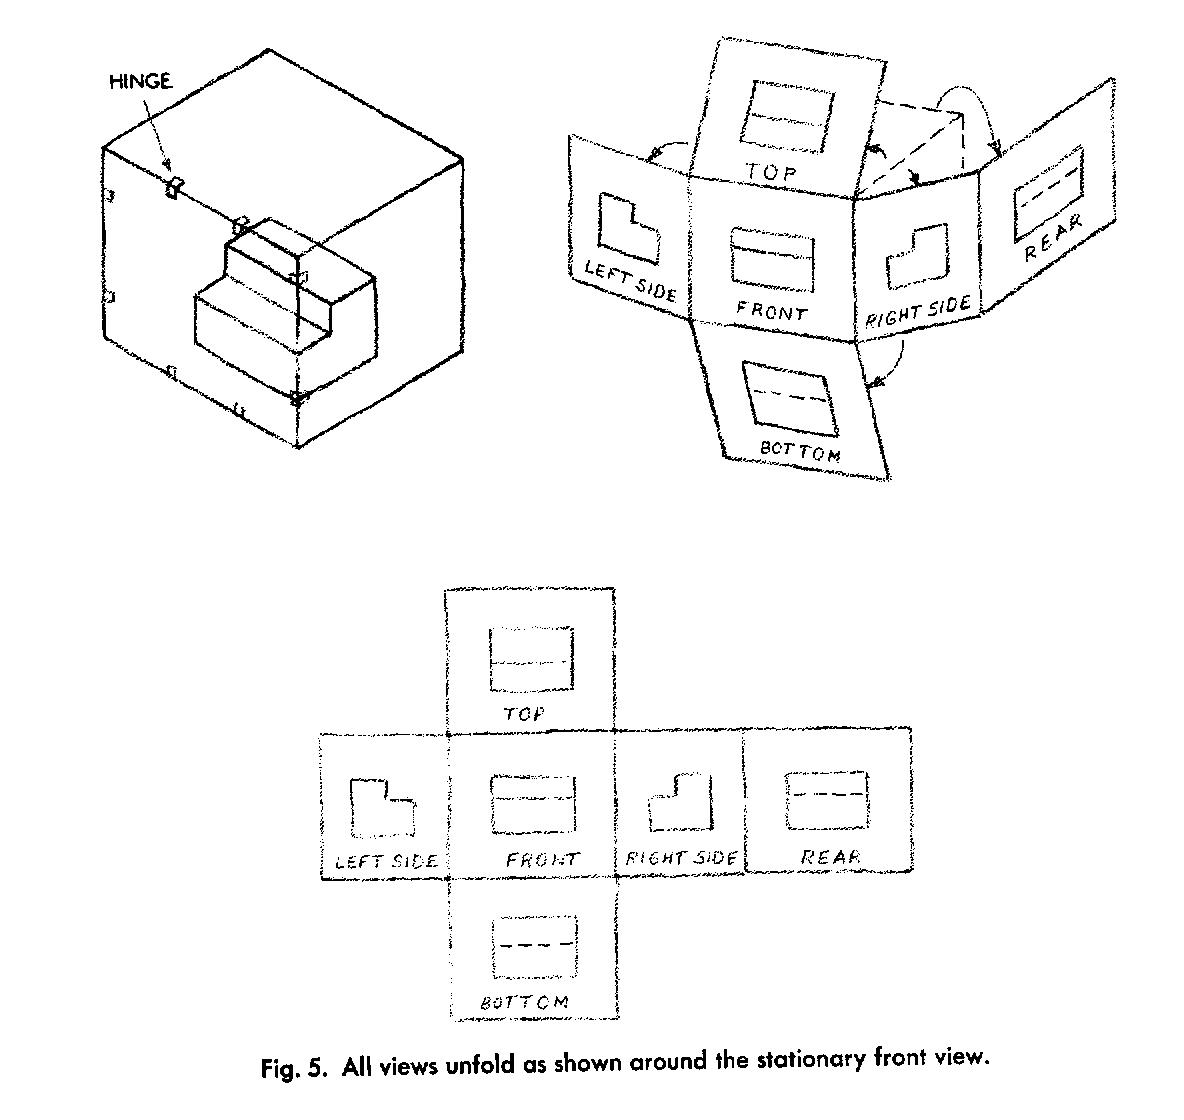 HINGE
TOP
LEFT SIDE
FRONT
RIGHT SIDE
REAR
BOTTOM
TOP
LEFT SIDE
FRONT
RIGHT SIDE
REAR
BOTTOM
Fig. 5. All views unfold as shown around the stationary front view.